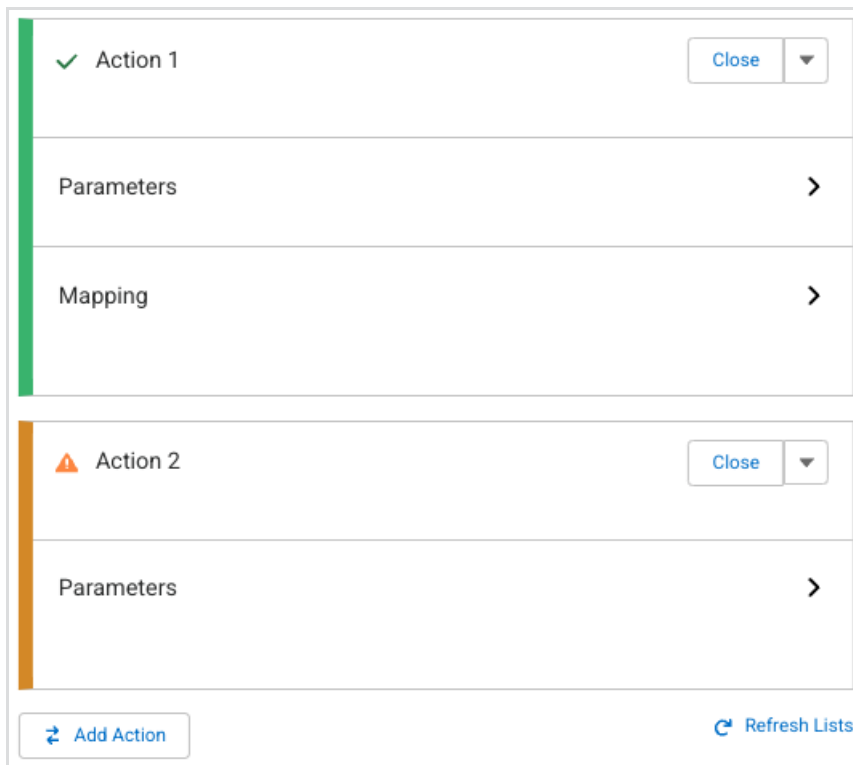 Action 1
Close
Parameters
Mapping
Action 2
Close
Parameters
Add Action
Refresh Lists